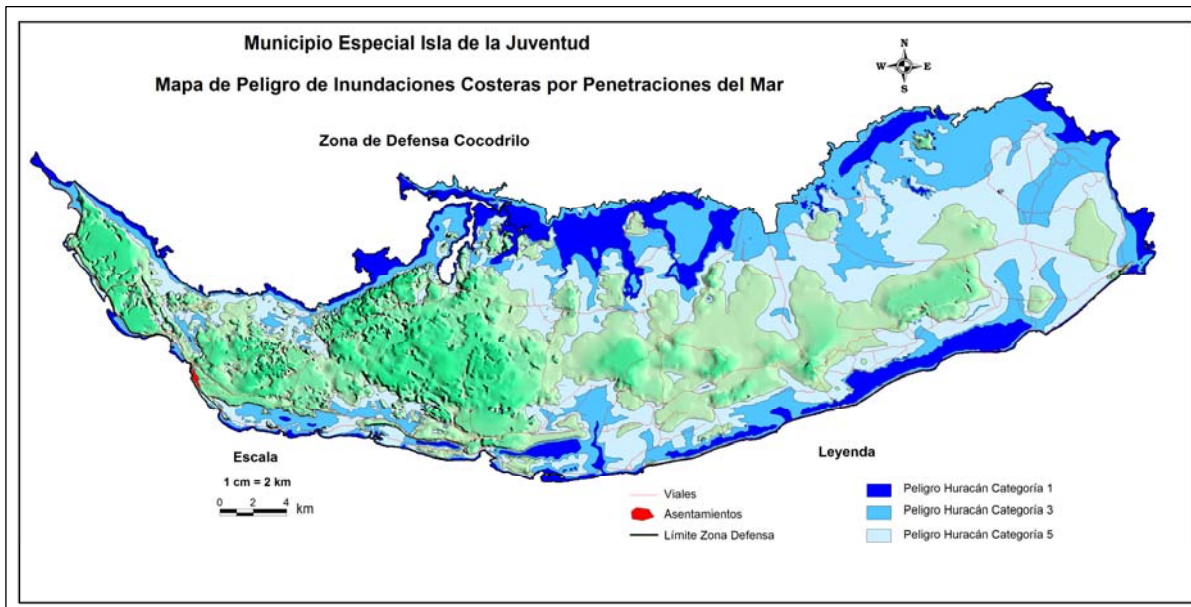 Municipio Especial Isla de la Juventud
Mapa de Peligro de Inundaciones Costeras por Penetraciones del Mar
N
W E
S
Zona de Defensa Cocodrilo
Escala
1 cm = 2 km
0 2 4
km
Leyenda
Viales
Asentamientos
Límite Zona Defensa
Peligro Huracán Categoría 1
Peligro Huracán Categoría 3
Peligro Huracán Categoría 5